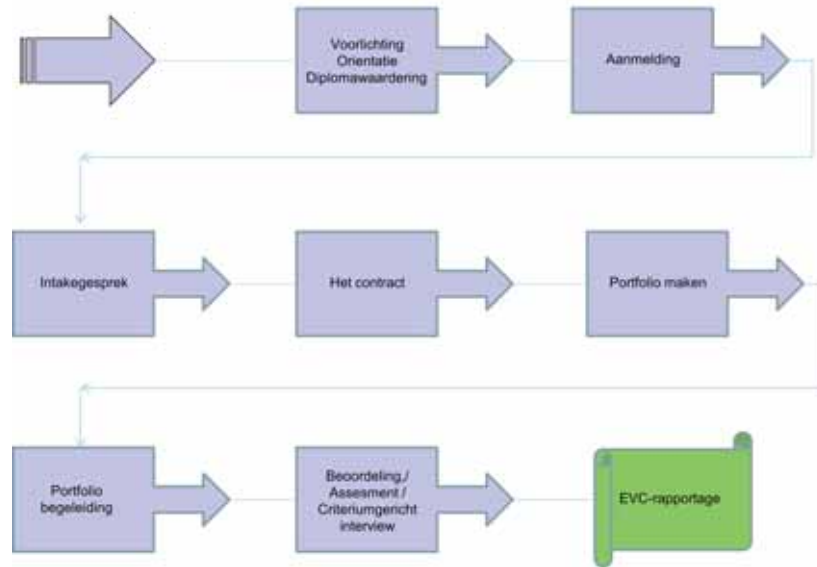 Voorlichting
Orientatie
Diplomawaardering
Aanmelding
Intakegesprek
Het contract
Portfolio maken
Portfolio
begeleiding
Beoordeling./
Assesment /
Criteriumgericht
interview
EVC-rapportage